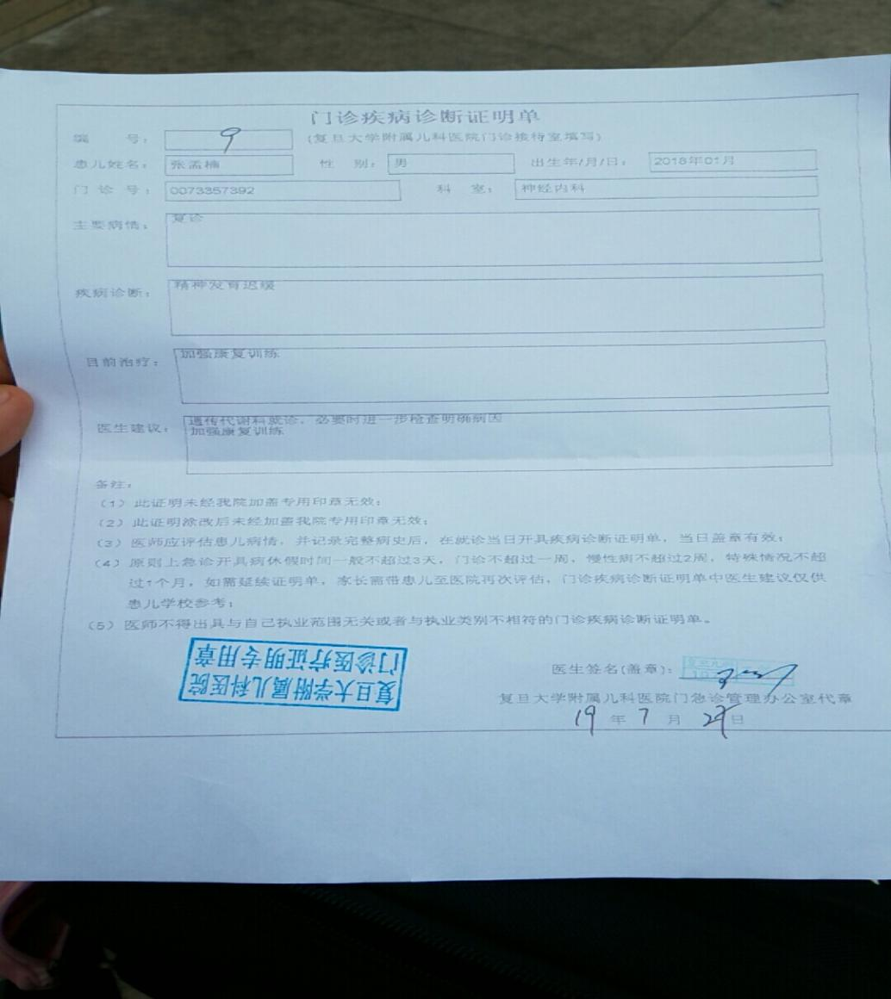 门诊疾病诊断证明单
编 号： 9 (复旦大学附属儿科医院门诊接待室填写)
患儿姓名： 张孟楠 性 别： 男 出生年/月/日： 2018年01月
门 诊 号： 0073357392 科 室： 神经内科
主要病情： 复诊
疾病诊断： 精神发育迟缓
目前治疗： 加强康复训练
医生建议： 遗传代谢科就诊，必要时进一步检查明确病因
加强康复训练
备注：
（1）此证明未经我院加盖专用印章无效；
（2）此证明涂改后未经加盖我院专用印章无效；
（3）医师应评估患儿病情，并记录完整病史后，在就诊当日开具疾病诊断证明单，当日盖章有效；
（4）原则上急诊开具病休假时间一般不超过3天，门诊不超过一周，慢性病不超过2周，特殊情况不超
过1个月，如需延续证明单，家长需带患儿至医院再次评估，门诊疾病诊断证明单中医生建议仅供
患儿学校参考；
（5）医师不得出具与自己执业范围无关或者与执业类别不相符的门诊疾病诊断证明单。
复旦大学附属儿科医院
门诊医疗证明专用章
医生签名(盖章)：
复旦大学附属儿科医院门急诊管理办公室代章
19 年 7 月 29 日